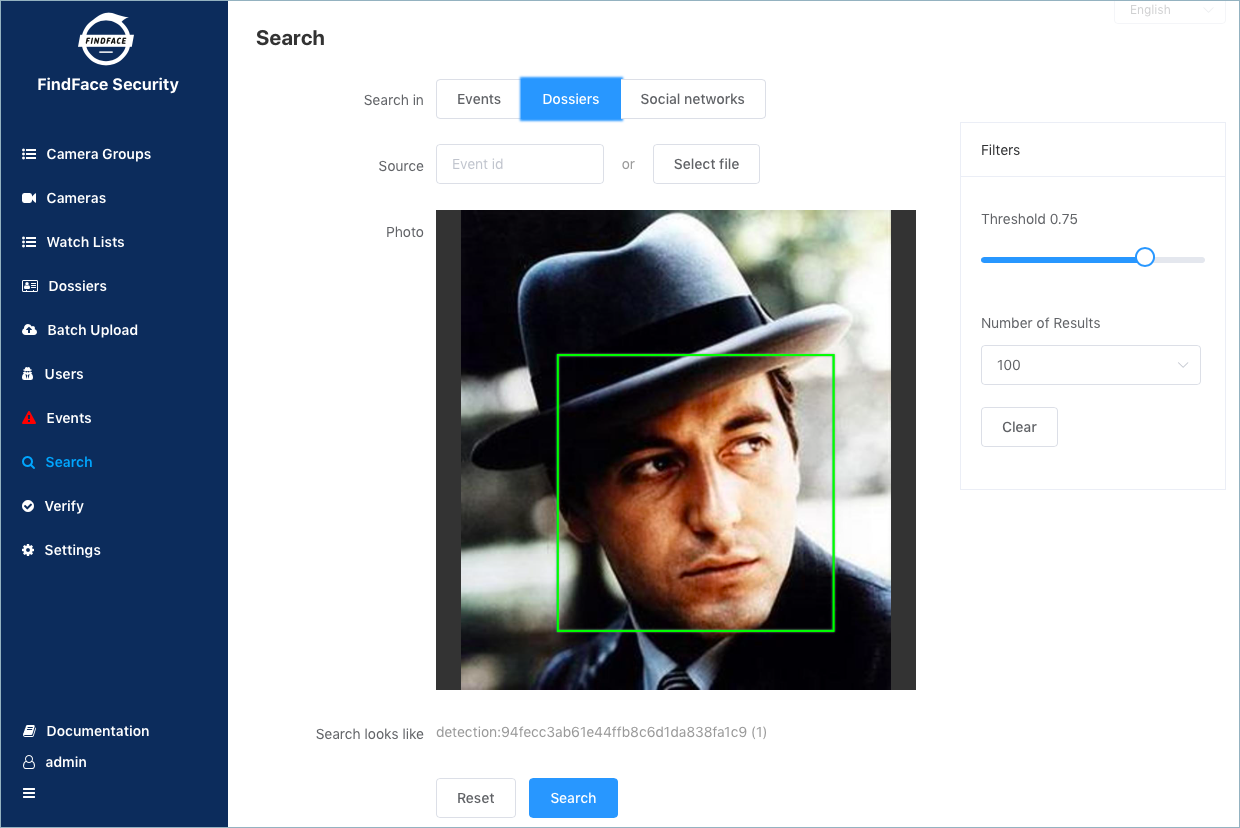 English
FINDFACE
FindFace Security
Camera Groups
Cameras
Watch Lists
Dossiers
Batch Upload
Users
Events
Search
Verify
Settings
Documentation
admin
Search
Search in
Events
Dossiers
Social networks
Source
Event id
or
Select file
Photo
Search looks like
detection:94fecc3ab61e44ffb8c6d1da838fa1c9 (1)
Reset
Search
Filters
Threshold 0.75
Number of Results
100
Clear